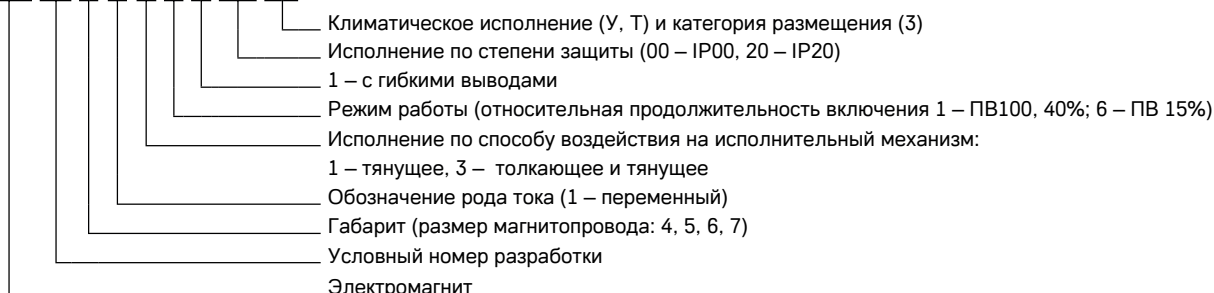 Климатическое исполнение (У, Т) и категория размещения (3)
Исполнение по степени защиты (00 – IP00, 20 – IP20)
1 – с гибкими выводами
Режим работы (относительная продолжительность включения 1 – ПВ100, 40%; 6 – ПВ 15%)
Исполнение по способу воздействия на исполнительный механизм:
1 – тянущее, 3 – толкающее и тянущее
Обозначение рода тока (1 – переменный)
Габарит (размер магнитопровода: 4, 5, 6, 7)
Условный номер разработки
Электромагнит